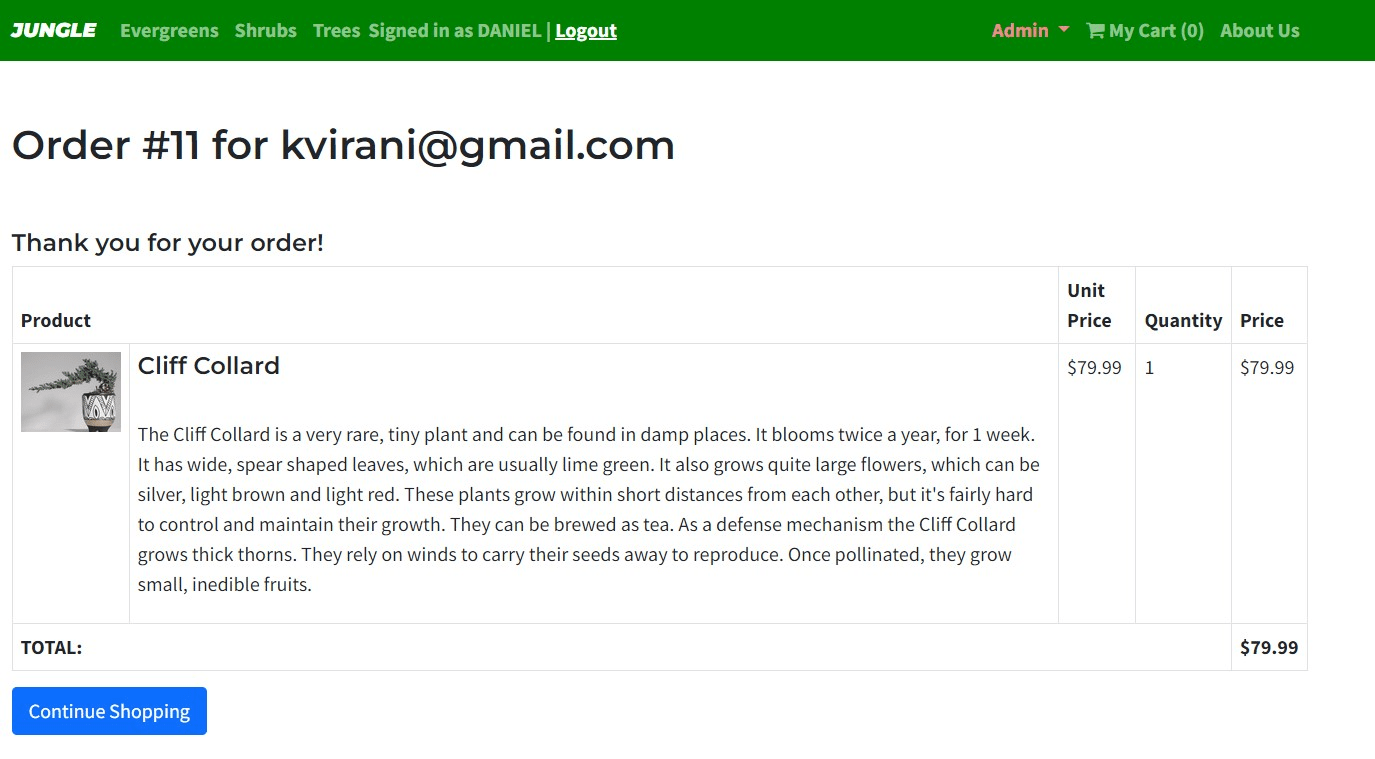 JUNGLE Evergreens Shrubs Trees Signed in as DANIEL | Logout Admin My Cart (0) About Us
Order #11 for kvirani@gmail.com
Thank you for your order!
Product Unit Price Quantity Price
Cliff Collard $79.99 1 $79.99
The Cliff Collard is a very rare, tiny plant and can be found in damp places. It blooms twice a year, for 1 week.
It has wide, spear shaped leaves, which are usually lime green. It also grows quite large flowers, which can be
silver, light brown and light red. These plants grow within short distances from each other, but it's fairly hard
to control and maintain their growth. They can be brewed as tea. As a defense mechanism the Cliff Collard
grows thick thorns. They rely on winds to carry their seeds away to reproduce. Once pollinated, they grow
small, inedible fruits.
TOTAL: $79.99
Continue Shopping